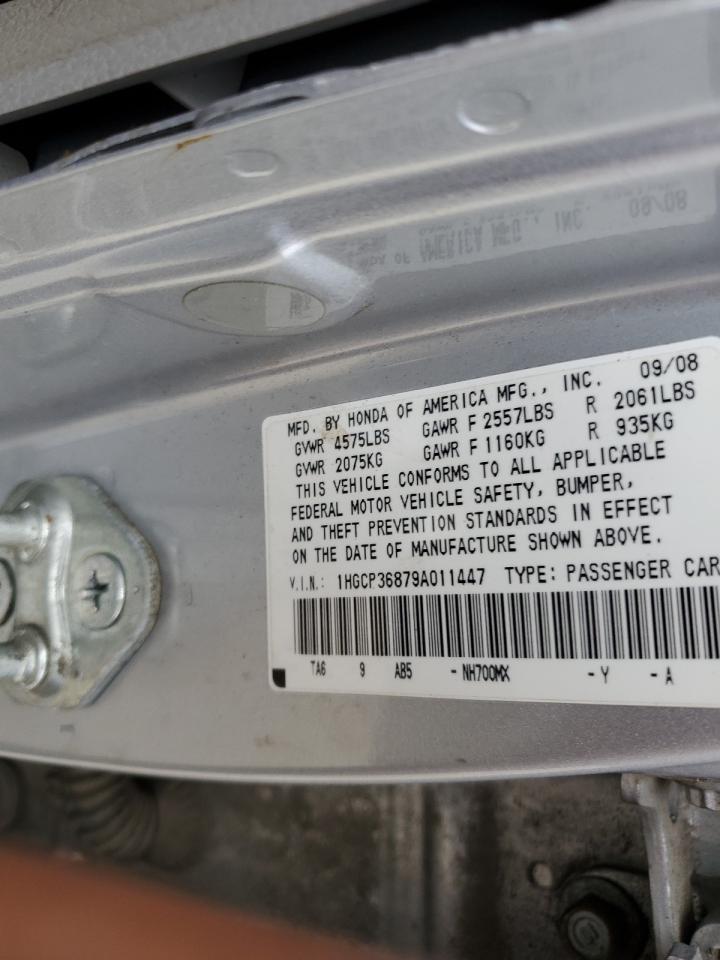 MFD. BY HONDA OF AMERICA MFG., INC. 09/08
GVWR 4575LBS GAWR F 2557LBS R 2061LBS
GVWR 2075KG GAWR F 1160KG R 935KG
THIS VEHICLE CONFORMS TO ALL APPLICABLE
FEDERAL MOTOR VEHICLE SAFETY, BUMPER,
AND THEFT PREVENTION STANDARDS IN EFFECT
ON THE DATE OF MANUFACTURE SHOWN ABOVE.
V.I.N.: 1HGCP36879A011447 TYPE: PASSENGER CAR
TA6 9 AB5 - NH700MX - Y - A